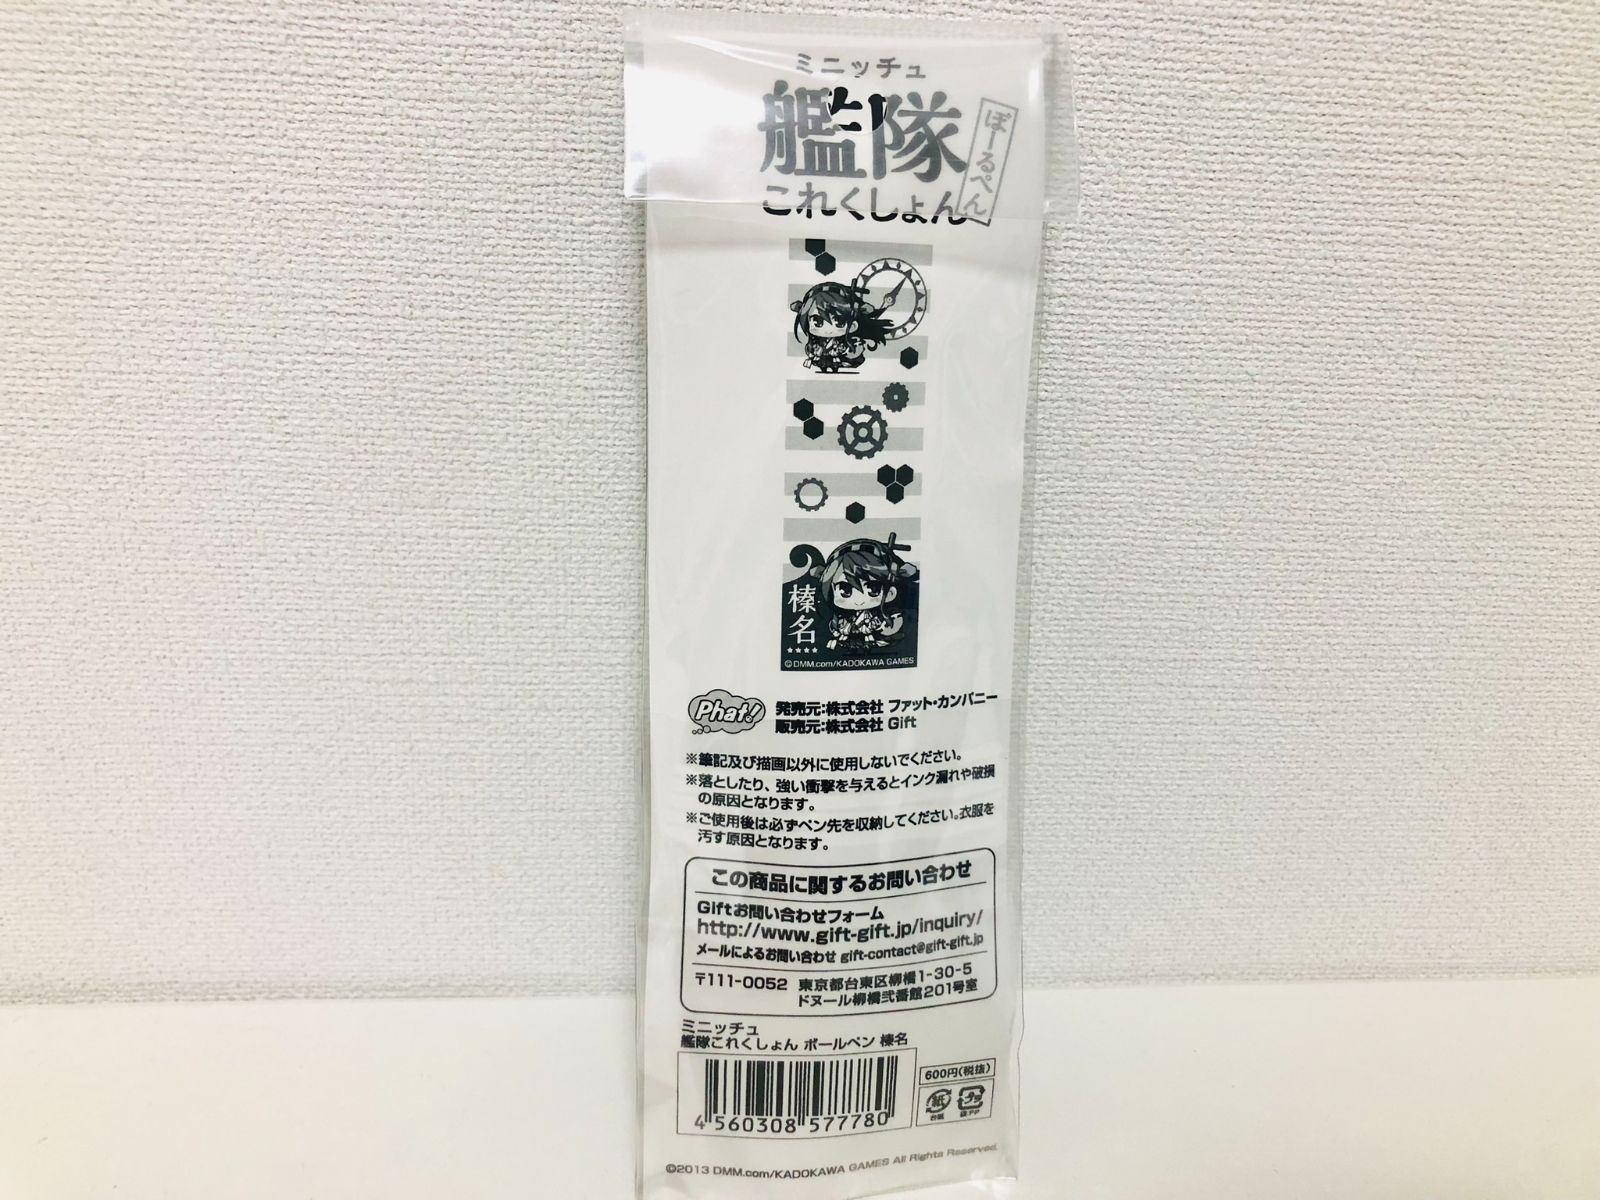 ミニッチュ
艦隊
これくしょん
ぼーるぺん
榛名
©DMM.com/KADOKAWA GAMES
Phat!
発売元:株式会社 ファット・カンパニー
販売元:株式会社 Gift
※筆記及び描画以外に使用しないでください。
※落としたり、強い衝撃を与えるとインク漏れや破損
の原因となります。
※ご使用後は必ずペン先を収納してください。衣服を
汚す原因となります。
この商品に関するお問い合わせ
Giftお問い合わせフォーム
http://www.gift-gift.jp/inquiry/
メールによるお問い合わせ gift-contact@gift-gift.jp
〒111-0052 東京都台東区柳橋1-30-5
ドヌール柳橋弐番館201号室
ミニッチュ
艦隊これくしょん ボールペン 榛名
600円(税抜)
紙
台紙
プラ
袋:PP
4 560308 577780
©2013 DMM.com/KADOKAWA GAMES All Rights Reserved.